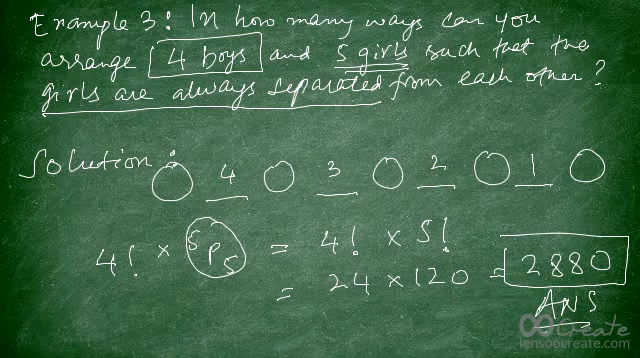 Example 3: In how many ways can you
arrange 4 boys and 5 girls such that the
girls are always separated from each other?
Solution:
4 3 2 1
4! × ⁵P₅ = 4! × 5!
= 24 × 120 = 2880
ANS
Create
lensoocreate.com